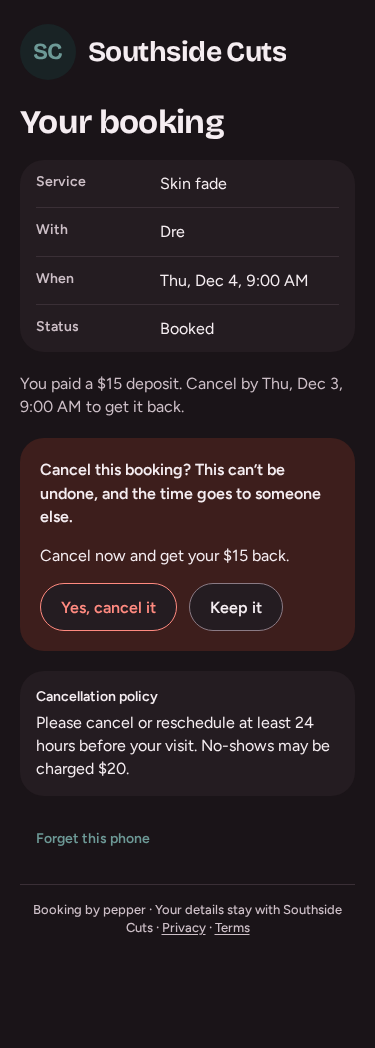 SC
Southside Cuts
Your booking
Service Skin fade
With Dre
When Thu, Dec 4, 9:00 AM
Status Booked
You paid a $15 deposit. Cancel by Thu, Dec 3,
9:00 AM to get it back.
Cancel this booking? This can’t be
undone, and the time goes to someone
else.
Cancel now and get your $15 back.
Yes, cancel it Keep it
Cancellation policy
Please cancel or reschedule at least 24
hours before your visit. No-shows may be
charged $20.
Forget this phone
Booking by pepper · Your details stay with Southside
Cuts · Privacy · Terms